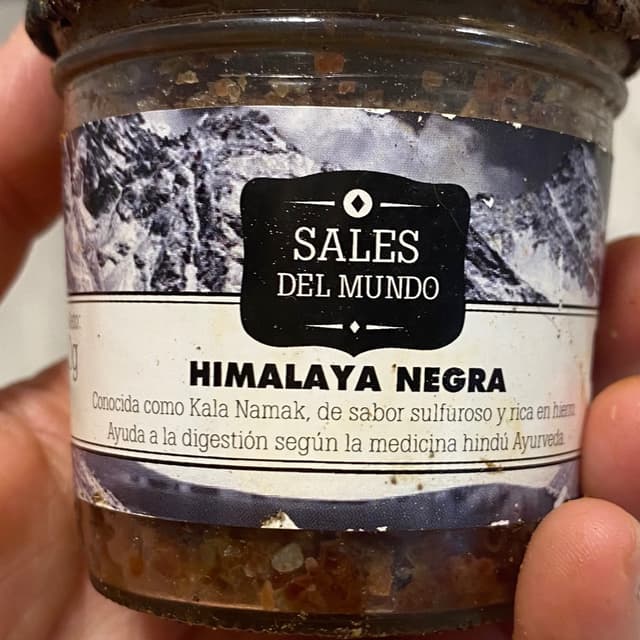 SALES
DEL MUNDO
HIMALAYA NEGRA
Conocida como Kala Namak, de sabor sulfuroso y rica en hierro.
Ayuda a la digestión según la medicina hindú Ayurveda.